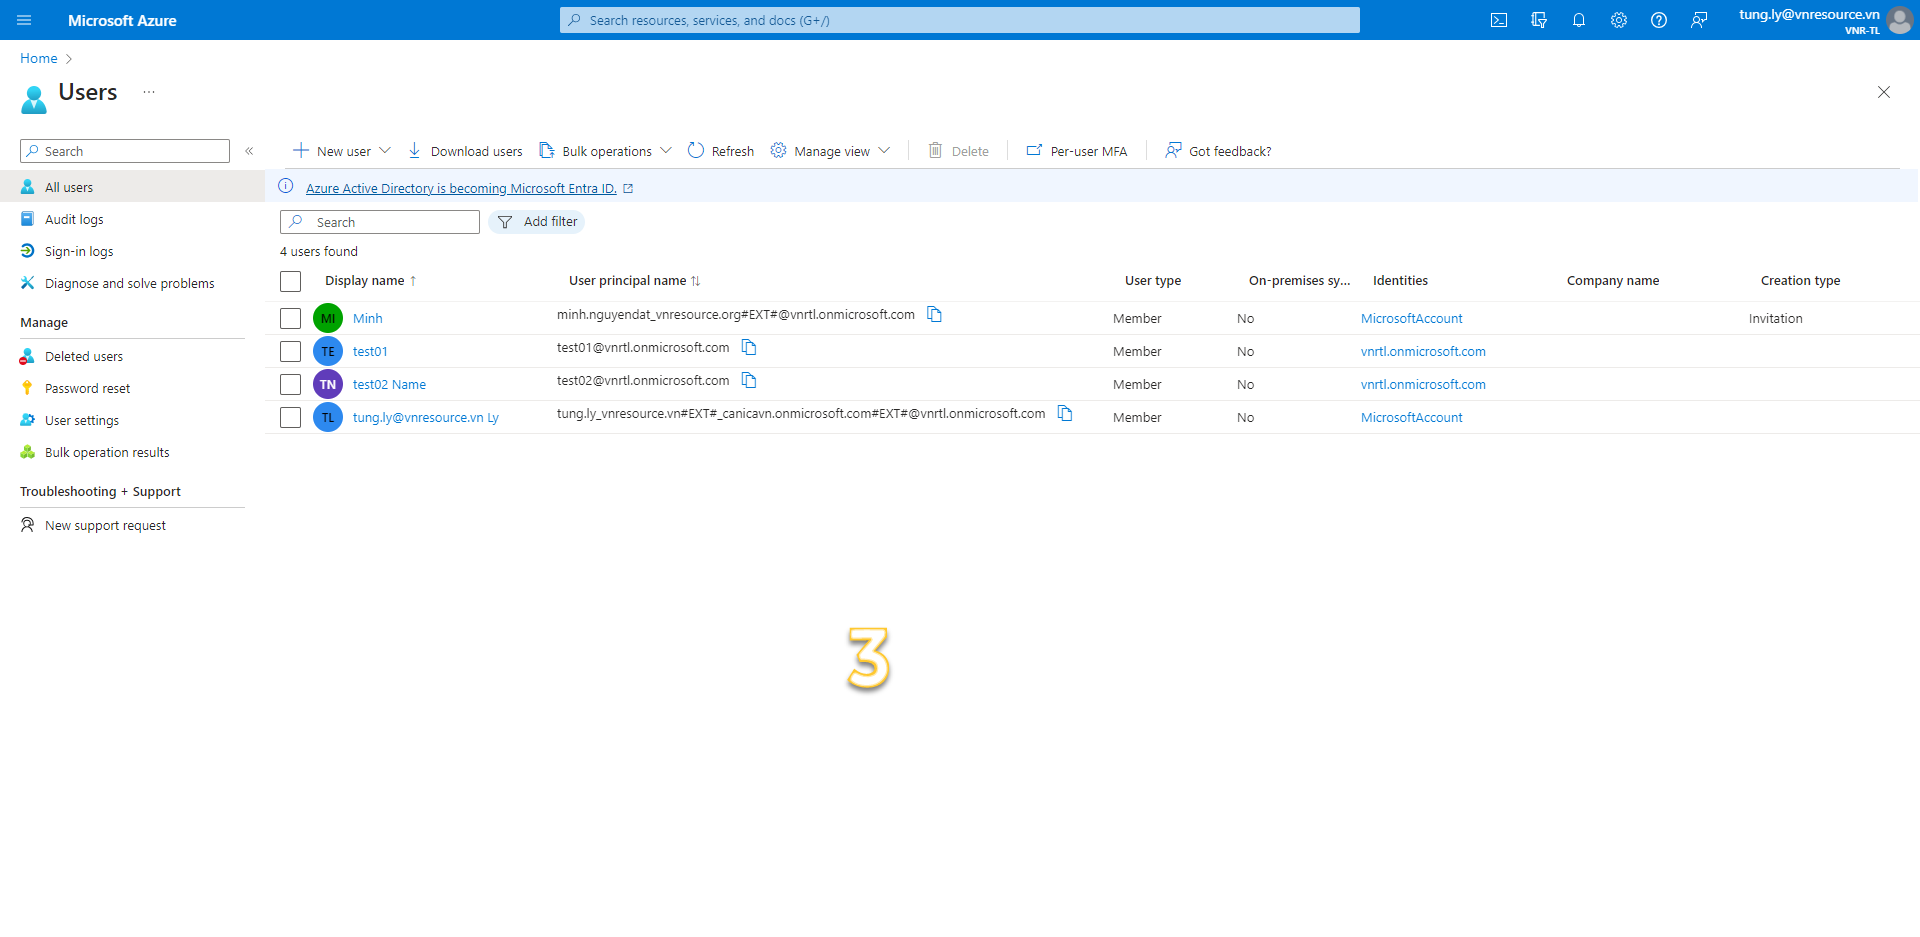 Microsoft Azure
Search resources, services, and docs (G+/)
tung.ly@vnresource.vn
VNR-TL
Home
Users
...
Search
New user
Download users
Bulk operations
Refresh
Manage view
Delete
Per-user MFA
Got feedback?
All users
Audit logs
Sign-in logs
Diagnose and solve problems
Manage
Deleted users
Password reset
User settings
Bulk operation results
Troubleshooting + Support
New support request
Azure Active Directory is becoming Microsoft Entra ID.
Search
Add filter
4 users found
Display name ↑ User principal name ↑↓ User type On-premises sy... Identities Company name Creation type
MI Minh minh.nguyendat_vnresource.org#EXT#@vnrtl.onmicrosoft.com Member No MicrosoftAccount Invitation
TE test01 test01@vnrtl.onmicrosoft.com Member No vnrtl.onmicrosoft.com
TN test02 Name test02@vnrtl.onmicrosoft.com Member No vnrtl.onmicrosoft.com
TL tung.ly@vnresource.vn Ly tung.ly_vnresource.vn#EXT#_canicavn.onmicrosoft.com#EXT#@vnrtl.onmicrosoft.com Member No MicrosoftAccount
3